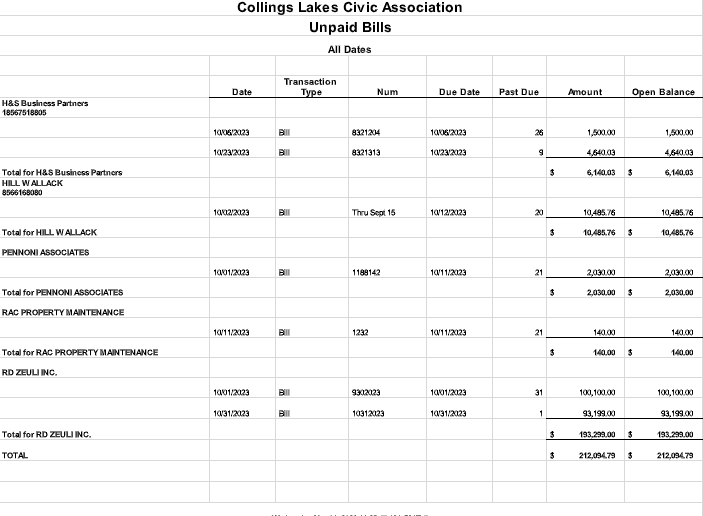 Collings Lakes Civic Association
Unpaid Bills
All Dates
Date Transaction Type Num Due Date Past Due Amount Open Balance
H&S Business Partners
18567518805
10/06/2023 Bill 8321204 10/06/2023 26 1,500.00 1,500.00
10/23/2023 Bill 8321313 10/23/2023 9 4,640.03 4,640.03
Total for H&S Business Partners $ 6,140.03 $ 6,140.03
HILL WALLACK
8566168080
10/02/2023 Bill Thru Sept 15 10/12/2023 20 10,485.76 10,485.76
Total for HILL WALLACK $ 10,485.76 $ 10,485.76
PENNONI ASSOCIATES
10/01/2023 Bill 1188142 10/11/2023 21 2,030.00 2,030.00
Total for PENNONI ASSOCIATES $ 2,030.00 $ 2,030.00
RAC PROPERTY MAINTENANCE
10/11/2023 Bill 1232 10/11/2023 21 140.00 140.00
Total for RAC PROPERTY MAINTENANCE $ 140.00 $ 140.00
RD ZEULI INC.
10/01/2023 Bill 9302023 10/01/2023 31 100,100.00 100,100.00
10/31/2023 Bill 10312023 10/31/2023 1 93,199.00 93,199.00
Total for RD ZEULI INC. $ 193,299.00 $ 193,299.00
TOTAL $ 212,094.79 $ 212,094.79